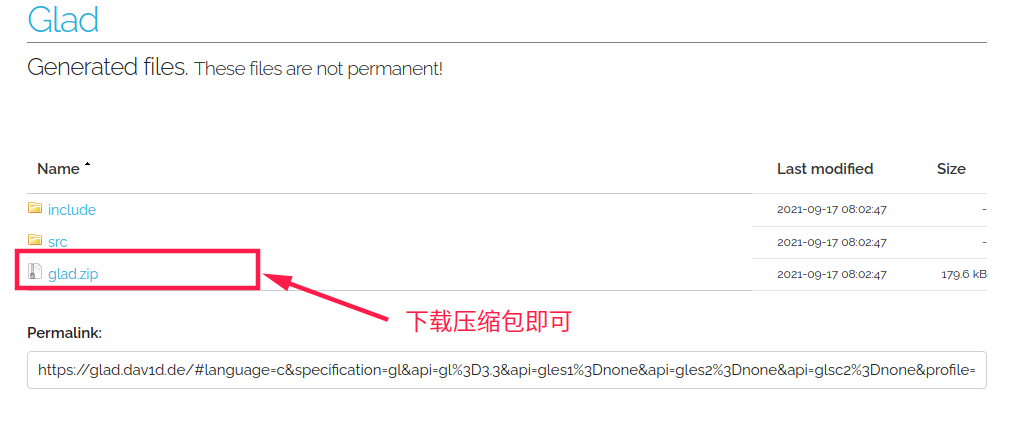 Glad
Generated files. These files are not permanent!
Name Last modified Size
include 2021-09-17 08:02:47 -
src 2021-09-17 08:02:47 -
glad.zip 2021-09-17 08:02:47 179.6 kB
下载压缩包即可
Permalink:
https://glad.dav1d.de/#language=c&specification=gl&api=gl%3D3.3&api=gles1%3Dnone&api=gles2%3Dnone&api=glsc2%3Dnone&profile=